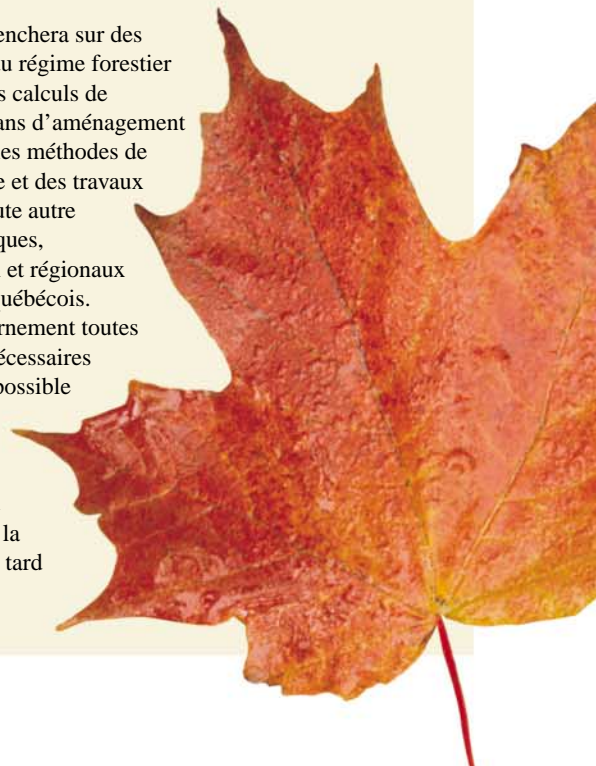 enchera sur des
u régime forestier
s calculs de
ans d’aménagement
es méthodes de
e et des travaux
ute autre
ques,
et régionaux
uébécois.
rnement toutes
écessaires
possible
la
tard